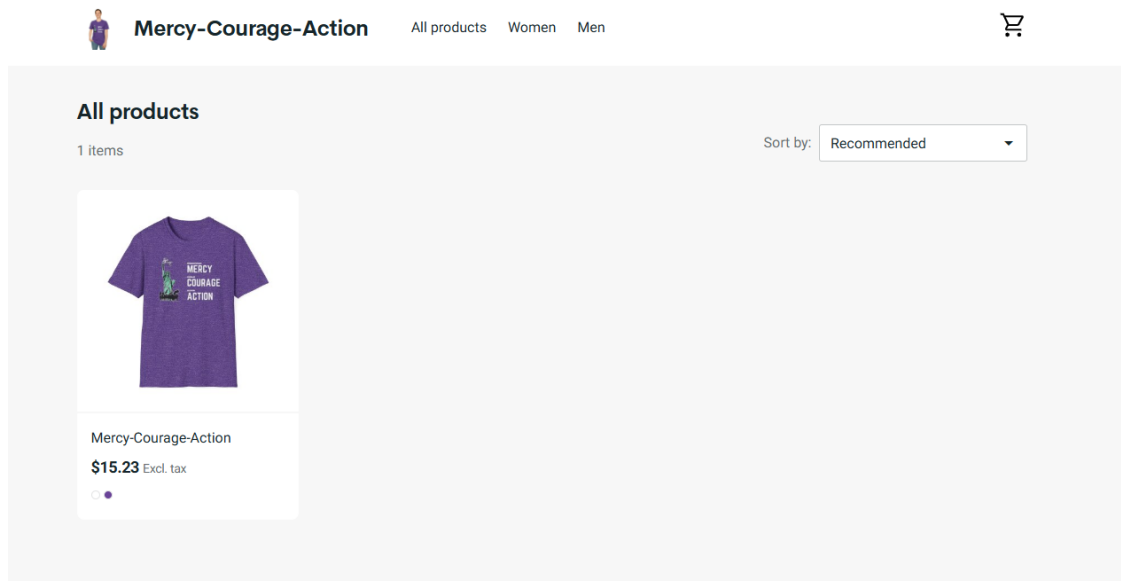 Mercy-Courage-Action
All products Women Men
All products
1 items
Sort by: Recommended
MERCY
COURAGE
ACTION
Mercy-Courage-Action
$15.23 Excl. tax